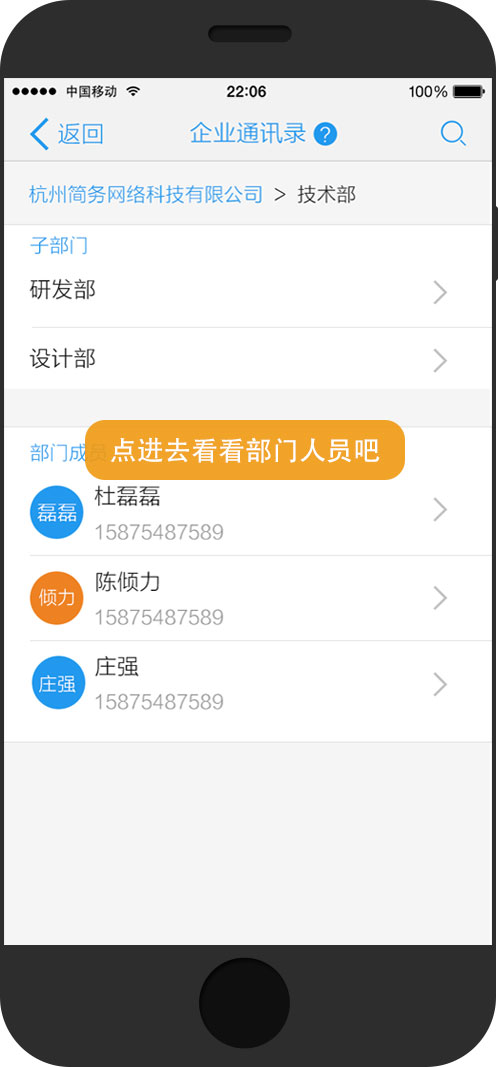 中国移动 22:06 100%
返回 企业通讯录 ?
杭州简务网络科技有限公司 > 技术部
子部门
研发部
设计部
部门成员
点进去看看部门人员吧
磊磊 杜磊磊
15875487589
倾力 陈倾力
15875487589
庄强 庄强
15875487589